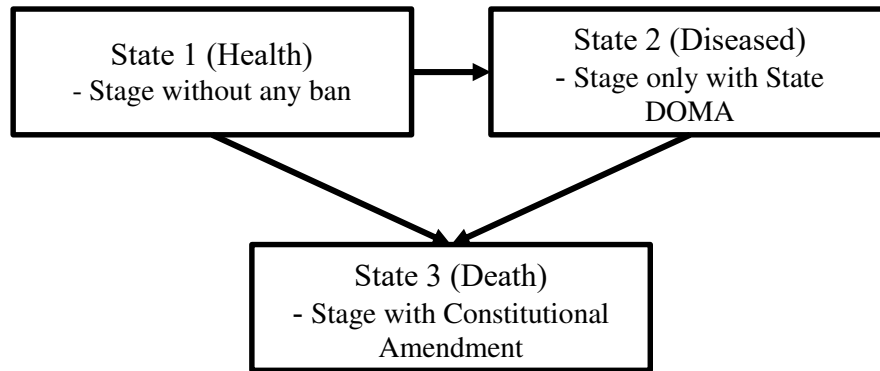 State 1 (Health)
- Stage without any ban
State 2 (Diseased)
- Stage only with State
DOMA
State 3 (Death)
- Stage with Constitutional
Amendment